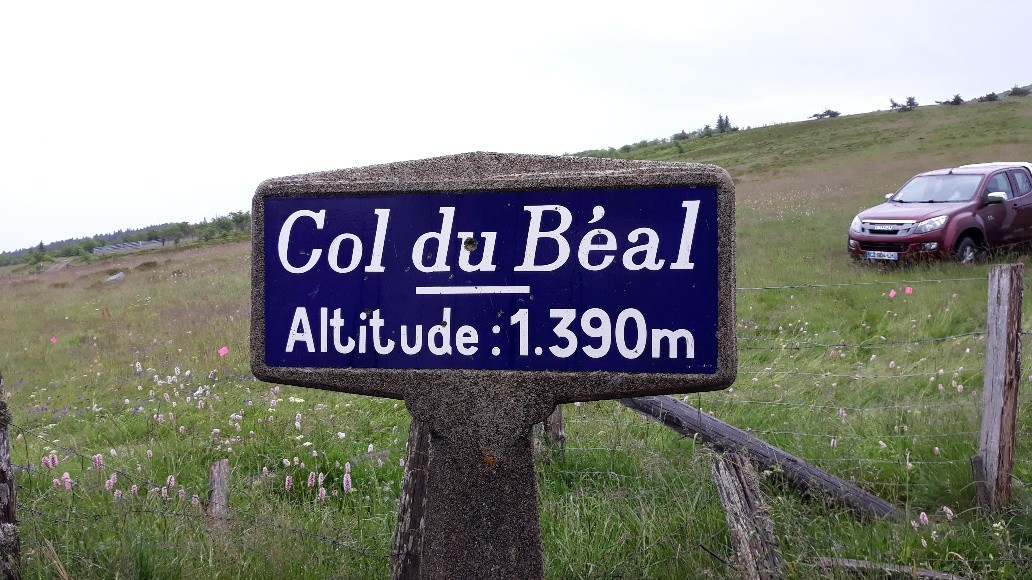 Col du Béal
Altitude : 1.390m